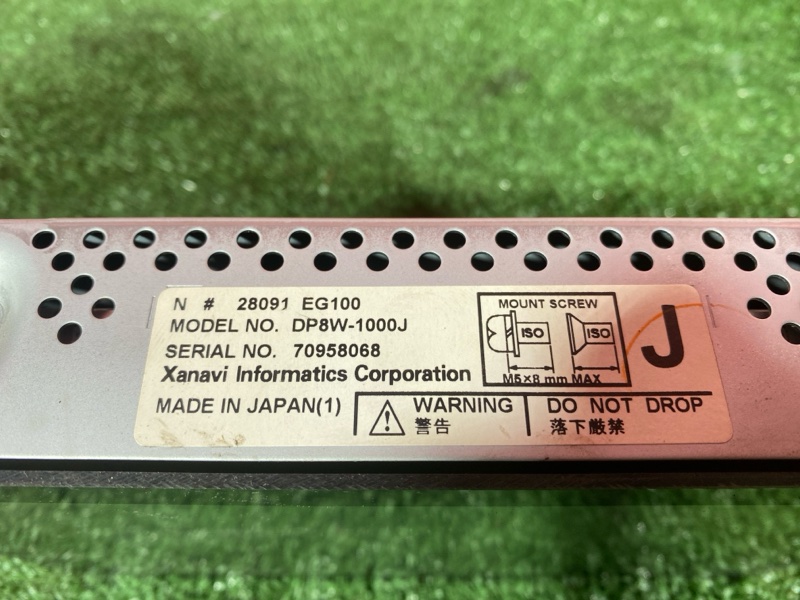 N # 28091 EG100
MODEL NO. DP8W-1000J
SERIAL NO. 70958068
Xanavi Informatics Corporation
MADE IN JAPAN(1)
MOUNT SCREW
ISO ISO
M5×8 mm MAX
J
WARNING
警告
DO NOT DROP
落下厳禁